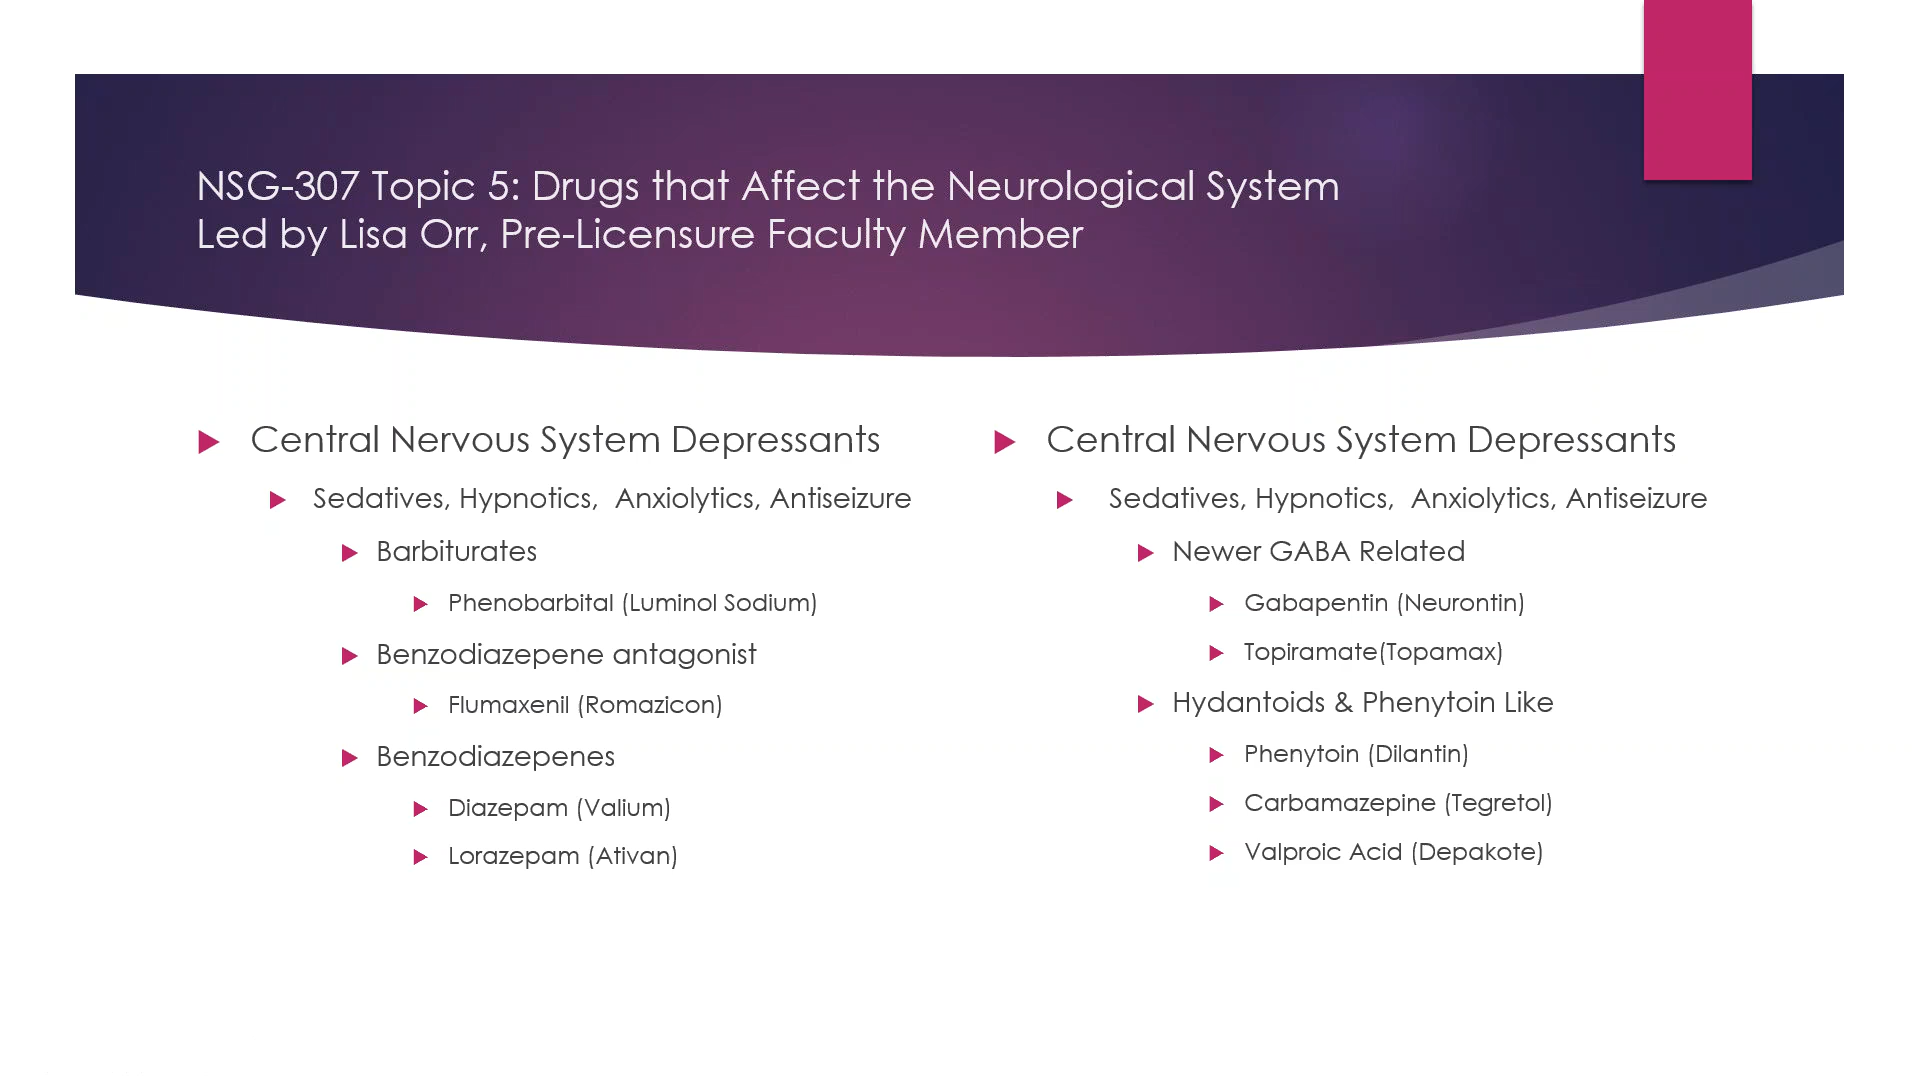 NSG-307 Topic 5: Drugs that Affect the Neurological System
Led by Lisa Orr, Pre-Licensure Faculty Member
Central Nervous System Depressants
Sedatives, Hypnotics, Anxiolytics, Antiseizure
Barbiturates
Phenobarbital (Luminol Sodium)
Benzodiazepene antagonist
Flumaxenil (Romazicon)
Benzodiazepenes
Diazepam (Valium)
Lorazepam (Ativan)
Central Nervous System Depressants
Sedatives, Hypnotics, Anxiolytics, Antiseizure
Newer GABA Related
Gabapentin (Neurontin)
Topiramate(Topamax)
Hydantoids & Phenytoin Like
Phenytoin (Dilantin)
Carbamazepine (Tegretol)
Valproic Acid (Depakote)